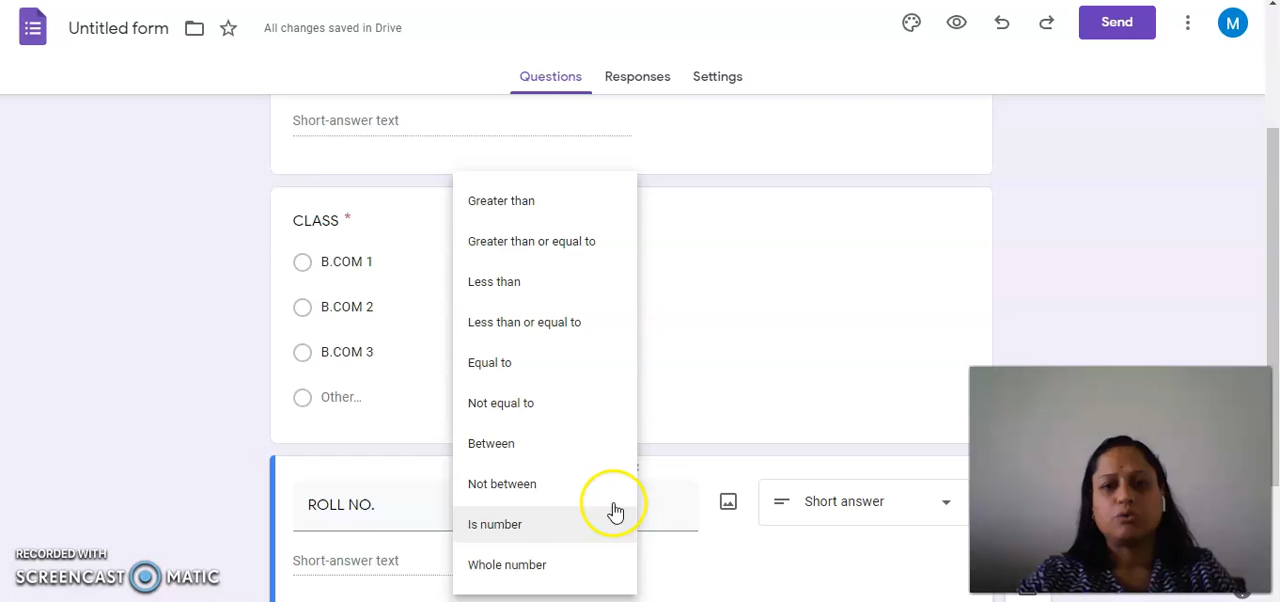 Untitled form
All changes saved in Drive
Send
M
Questions
Responses
Settings
Short-answer text
CLASS *
B.COM 1
B.COM 2
B.COM 3
Other...
Greater than
Greater than or equal to
Less than
Less than or equal to
Equal to
Not equal to
Between
Not between
Is number
Whole number
ROLL NO.
Short answer
Short-answer text
RECORDED WITH
SCREENCAST MATIC